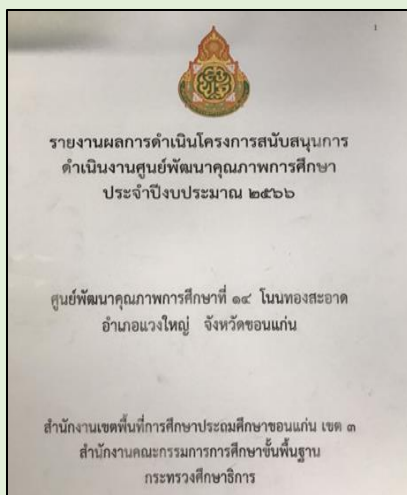 1
รายงานผลการดำเนินโครงการสนับสนุนการ
ดำเนินงานศูนย์พัฒนาคุณภาพการศึกษา
ประจำปีงบประมาณ ๒๕๖๖
ศูนย์พัฒนาคุณภาพการศึกษาที่ ๑๔ โนนทองสะอาด
อำเภอแวงใหญ่ จังหวัดขอนแก่น
สำนักงานเขตพื้นที่การศึกษาประถมศึกษาขอนแก่น เขต ๓
สำนักงานคณะกรรมการการศึกษาขั้นพื้นฐาน
กระทรวงศึกษาธิการ